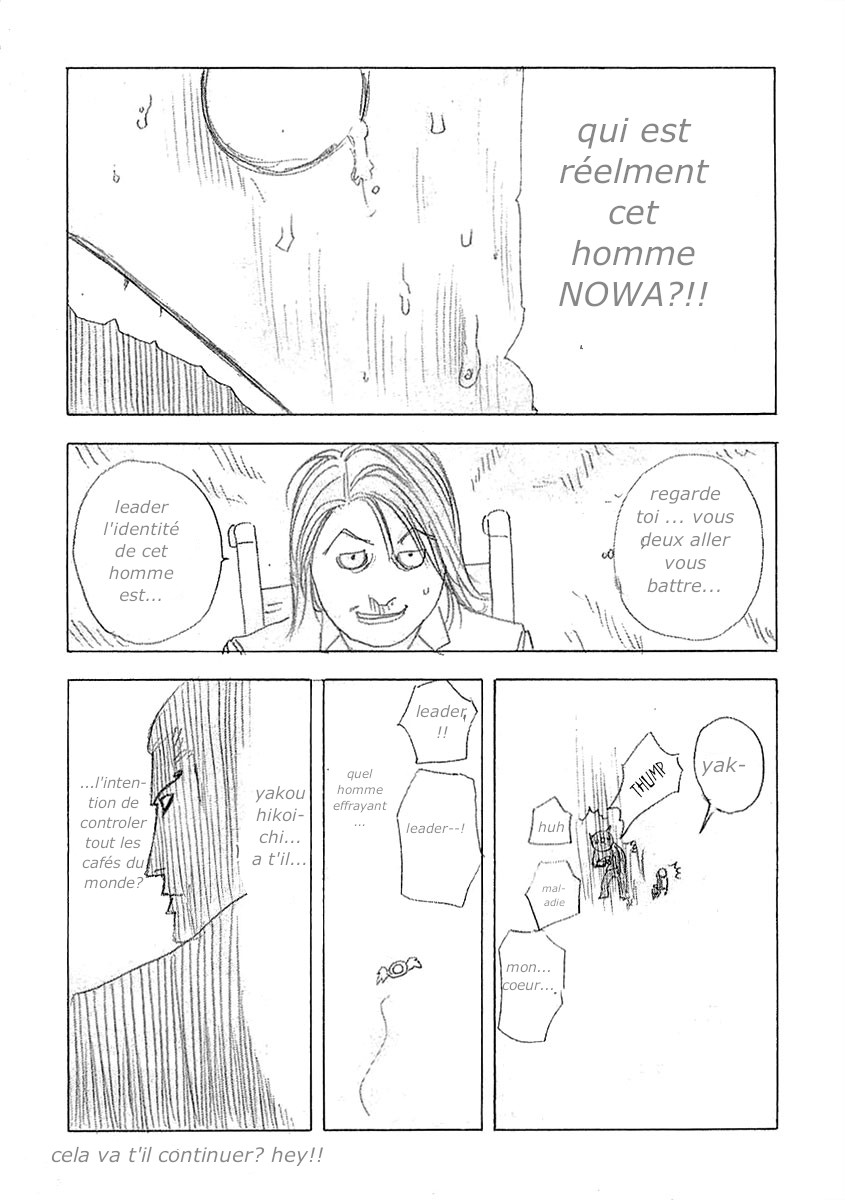 qui est
réelment
cet
homme
NOWA?!!
regarde
toi ... vous
deux aller
vous
battre...
leader
l'identité
de cet
homme
est...
yak-
THUMP
huh
mal-
adie
mon...
coeur...
leader
!!
leader--!
quel
homme
effrayant
...
yakou
hikoi-
chi...
a t'il...
...l'inten-
tion de
controler
tout les
cafés du
monde?
cela va t'il continuer? hey!!